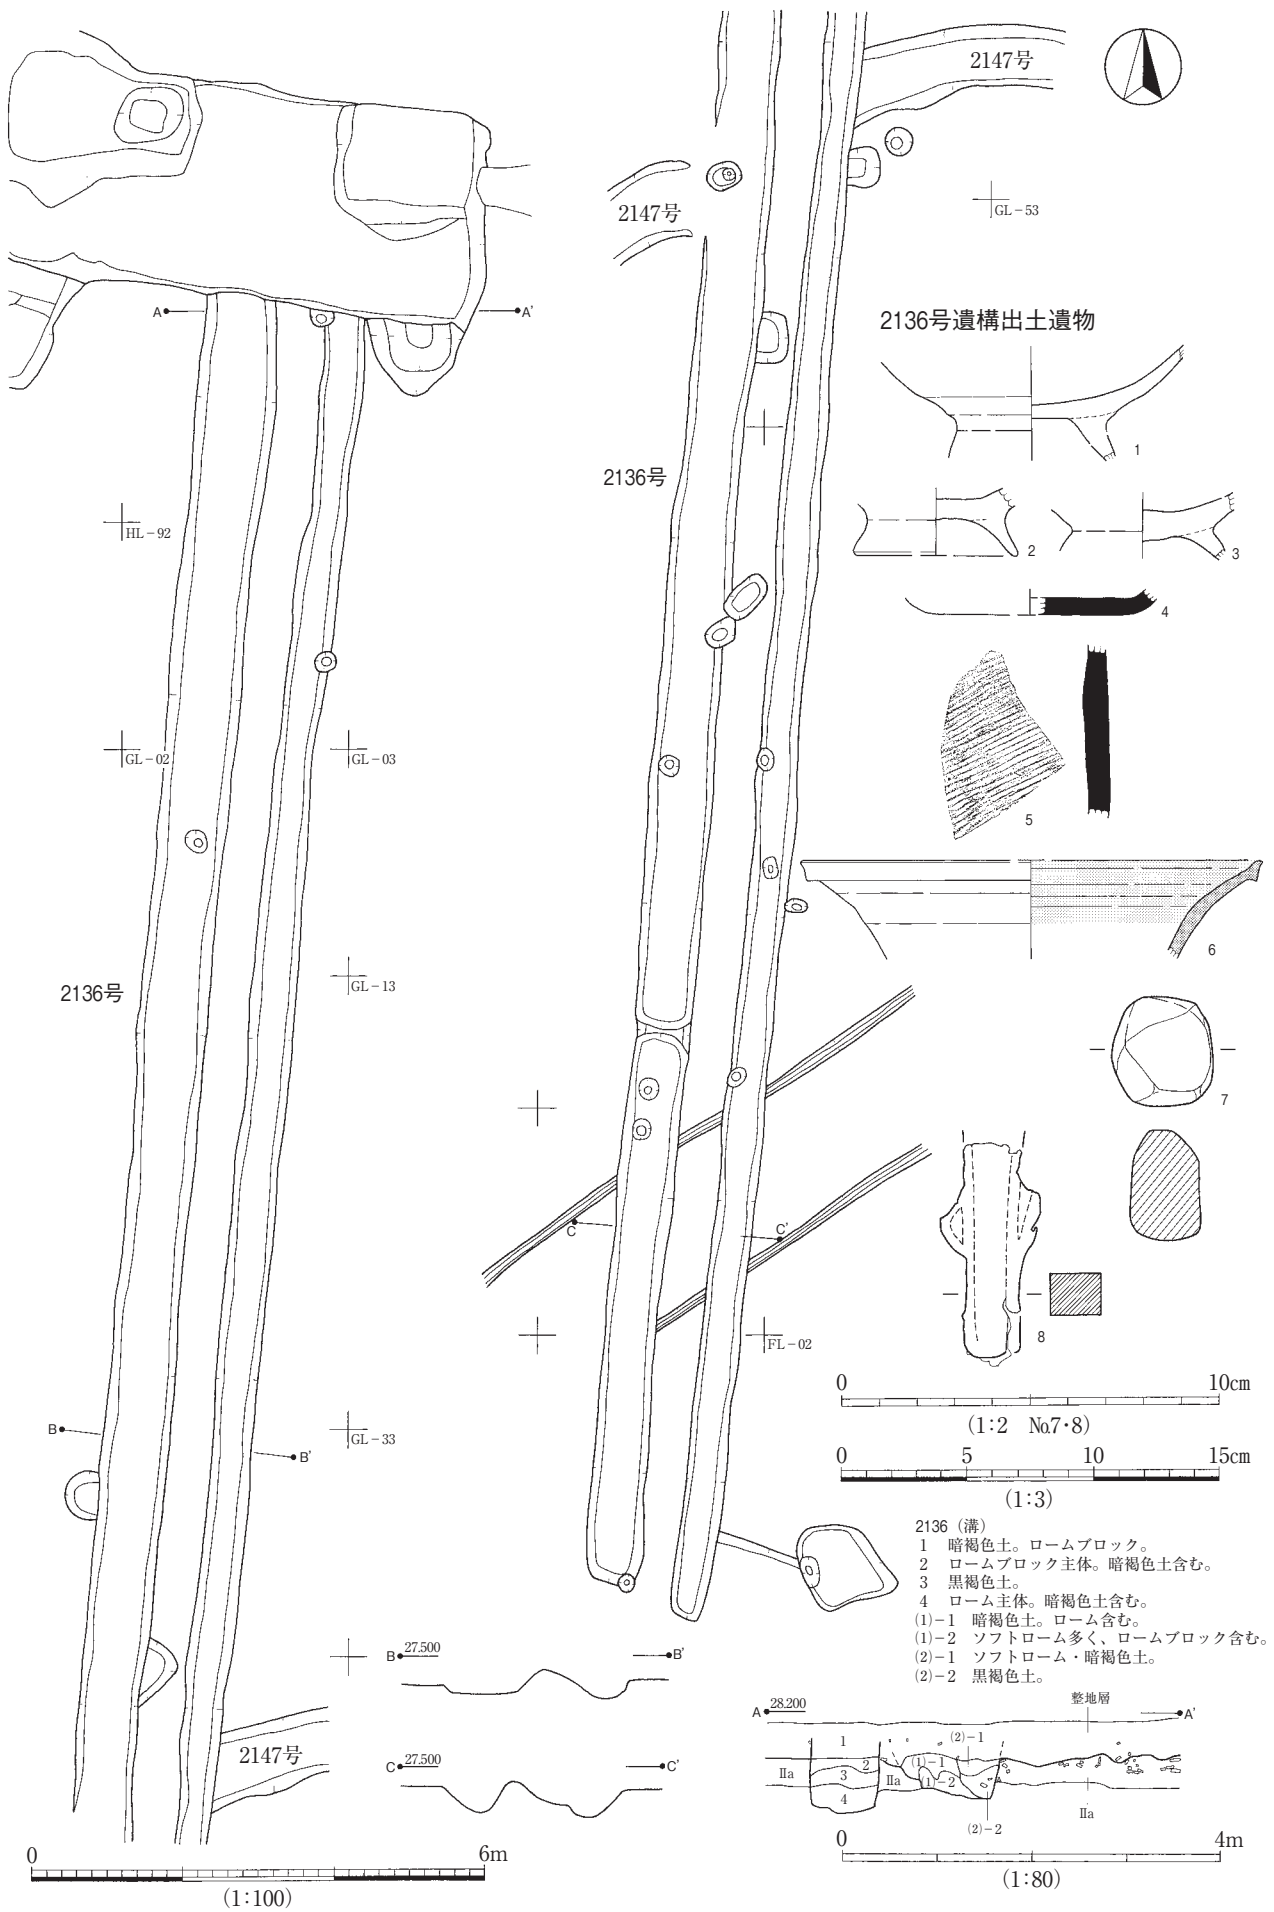 2147号
2147号
GL-53
A
A'
2136号遺構出土遺物
1
2136号
HL-92
2
3
4
GL-02
GL-03
5
6
2136号
GL-13
7
C
C'
8
FL-02
0 10cm
(1:2 No.7・8)
0 5 10 15cm
(1:3)
B
B'
GL-33
2136（溝）
1 暗褐色土。ロームブロック。
2 ロームブロック主体。暗褐色土含む。
3 黒褐色土。
4 ローム主体。暗褐色土含む。
(1)-1 暗褐色土。ローム含む。
(1)-2 ソフトローム多く、ロームブロック含む。
(2)-1 ソフトローム・暗褐色土。
(2)-2 黒褐色土。
B 27.500 B'
2147号
C 27.500 C'
A 28.200 整地層 A'
1
(2)-1
2
(1)-1
Ⅱa
3
Ⅱa
(1)-2
4
Ⅱa
(2)-2
0 6m
(1:100)
0 4m
(1:80)